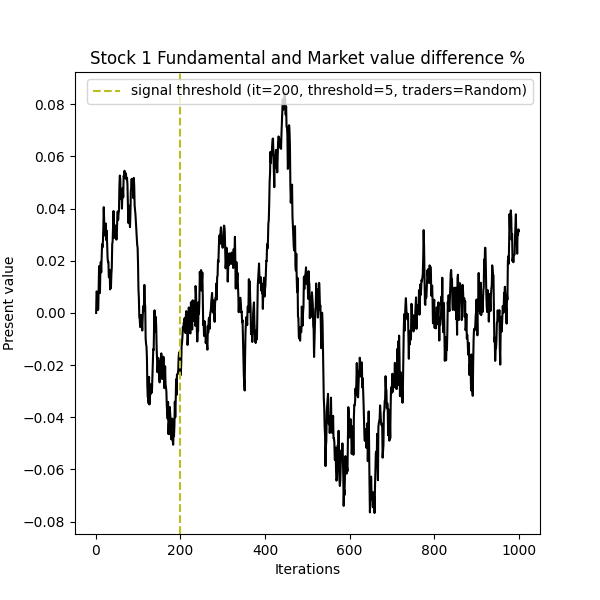 Stock 1 Fundamental and Market value difference %
signal threshold (it=200, threshold=5, traders=Random)
0.08
0.06
0.04
0.02
0.00
−0.02
−0.04
−0.06
−0.08
Present value
0 200 400 600 800 1000
Iterations